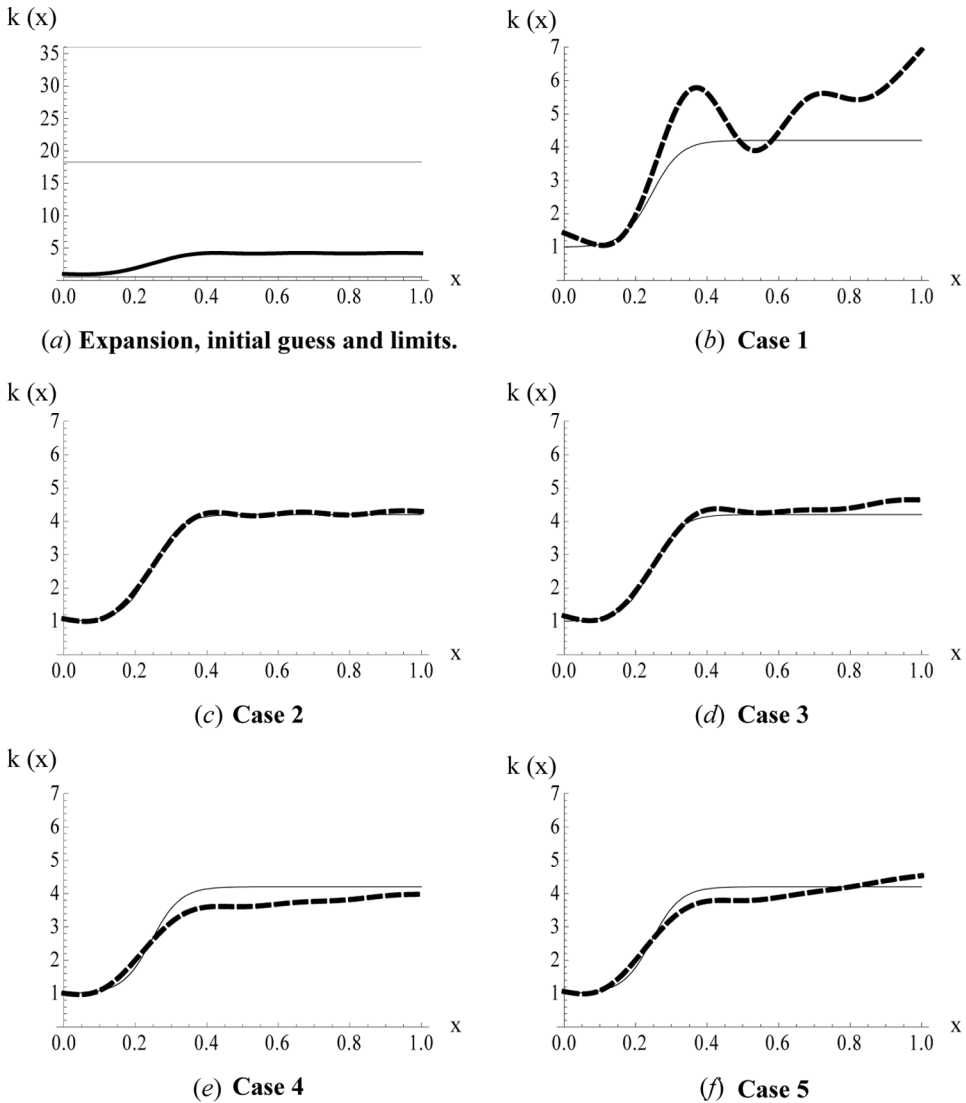 k (x)
35
30
25
20
15
10
5
0.0 0.2 0.4 0.6 0.8 1.0 x
(a) Expansion, initial guess and limits.
k (x)
7
6
5
4
3
2
1
0.0 0.2 0.4 0.6 0.8 1.0 x
(b) Case 1
k (x)
7
6
5
4
3
2
1
0.0 0.2 0.4 0.6 0.8 1.0 x
(c) Case 2
k (x)
7
6
5
4
3
2
1
0.0 0.2 0.4 0.6 0.8 1.0 x
(d) Case 3
k (x)
7
6
5
4
3
2
1
0.0 0.2 0.4 0.6 0.8 1.0 x
(e) Case 4
k (x)
7
6
5
4
3
2
1
0.0 0.2 0.4 0.6 0.8 1.0 x
(f) Case 5